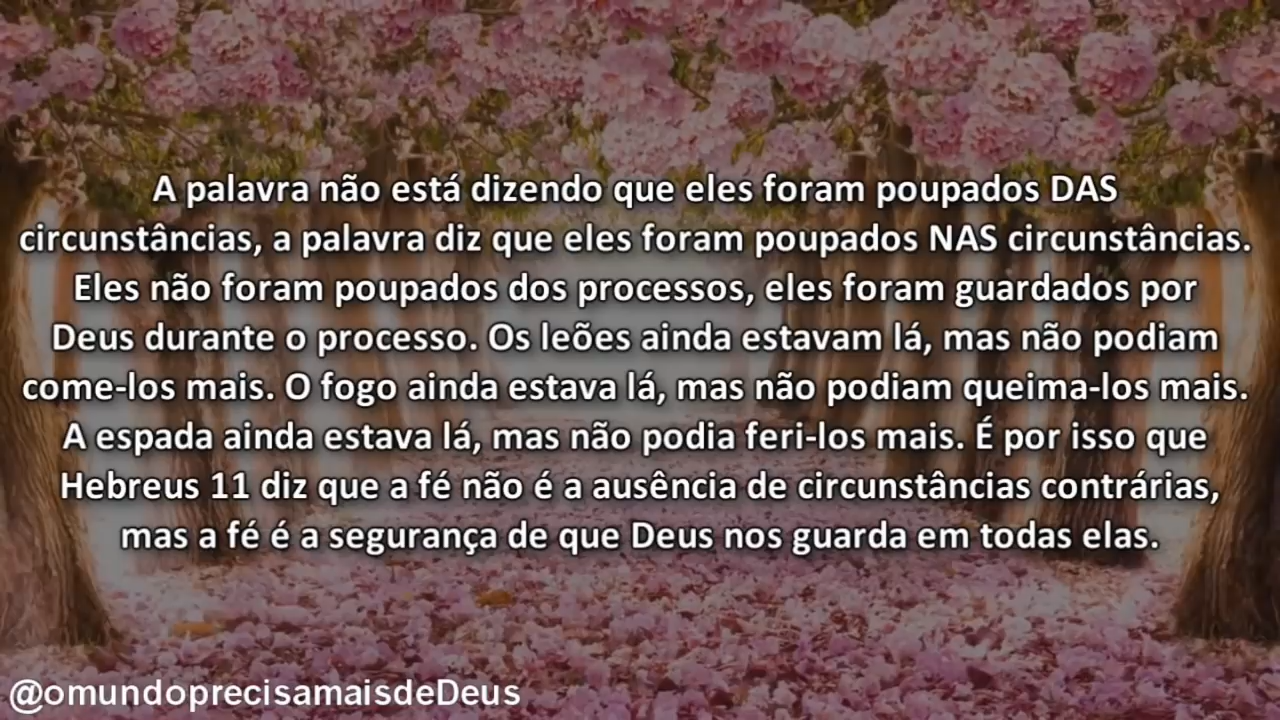 A palavra não está dizendo que eles foram poupados DAS
circunstâncias, a palavra diz que eles foram poupados NAS circunstâncias.
Eles não foram poupados dos processos, eles foram guardados por
Deus durante o processo. Os leões ainda estavam lá, mas não podiam
come-los mais. O fogo ainda estava lá, mas não podiam queima-los mais.
A espada ainda estava lá, mas não podia feri-los mais. É por isso que
Hebreus 11 diz que a fé não é a ausência de circunstâncias contrárias,
mas a fé é a segurança de que Deus nos guarda em todas elas.
@omundoprecisamaisdeDeus